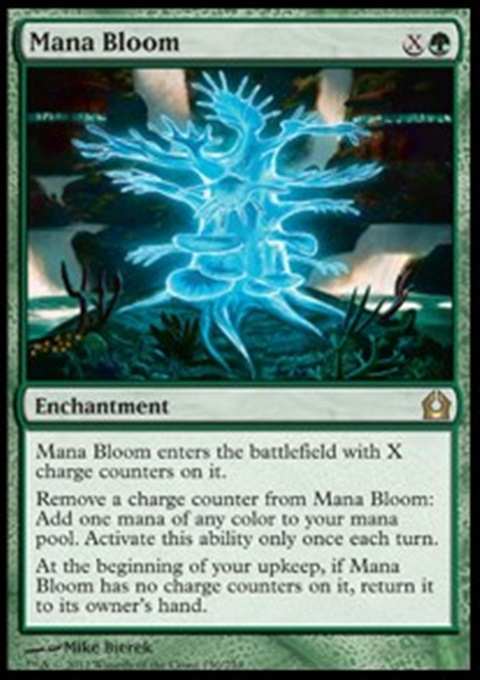 Mana Bloom X
Enchantment
Mana Bloom enters the battlefield with X
charge counters on it.
Remove a charge counter from Mana Bloom:
Add one mana of any color to your mana
pool. Activate this ability only once each turn.
At the beginning of your upkeep, if Mana
Bloom has no charge counters on it, return it
to its owner's hand.
Mike Bierek